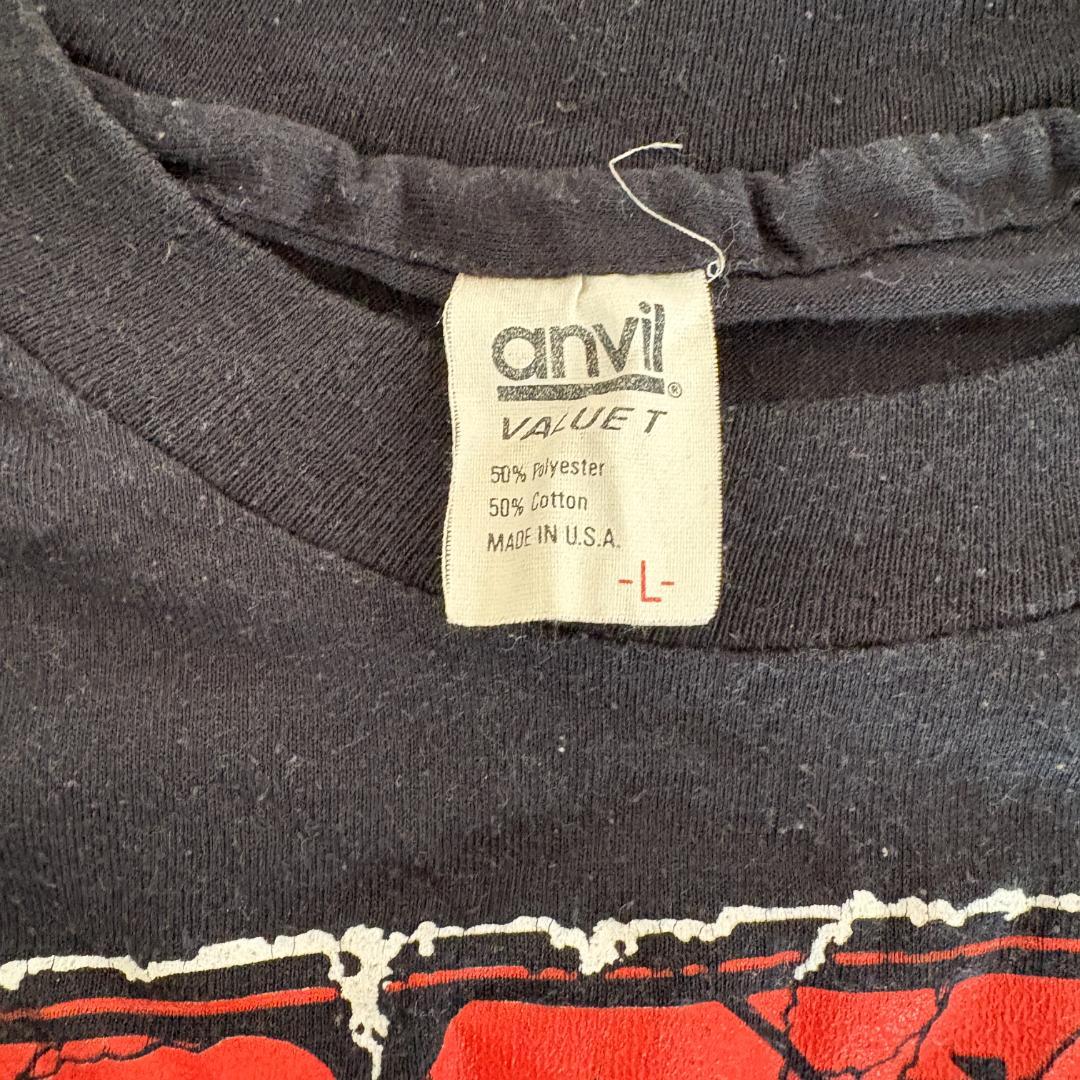 anvil®
VALUE T
50% Polyester
50% Cotton
MADE IN U.S.A.
-L-